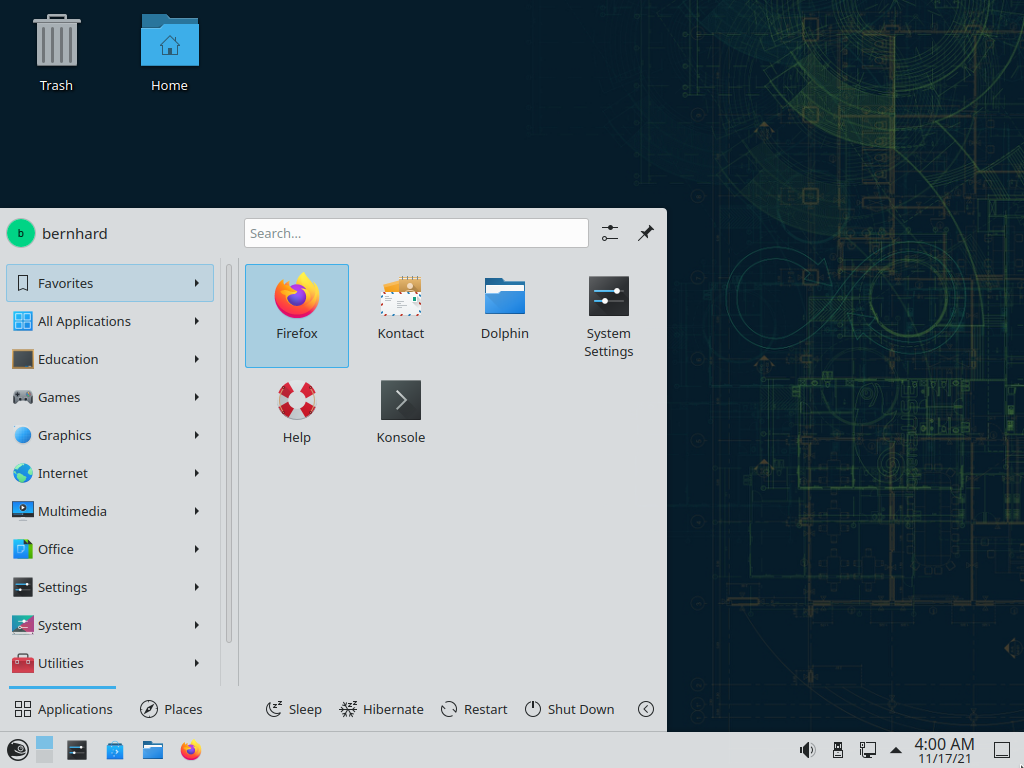 Trash
Home
b
bernhard
Search...
Favorites
All Applications
Education
Games
Graphics
Internet
Multimedia
Office
Settings
System
Utilities
Firefox
Kontact
Dolphin
System
Settings
Help
Konsole
Applications
Places
Sleep
Hibernate
Restart
Shut Down
4:00 AM
11/17/21